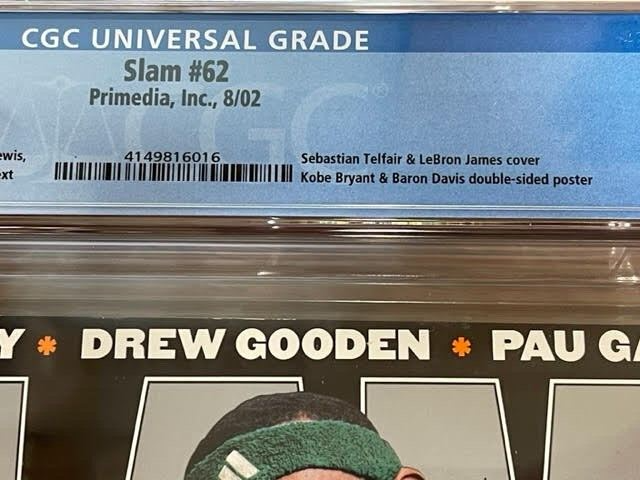 CGC UNIVERSAL GRADE
Slam #62
Primedia, Inc., 8/02
4149816016
Sebastian Telfair & LeBron James cover
Kobe Bryant & Baron Davis double-sided poster
DREW GOODEN * PAU